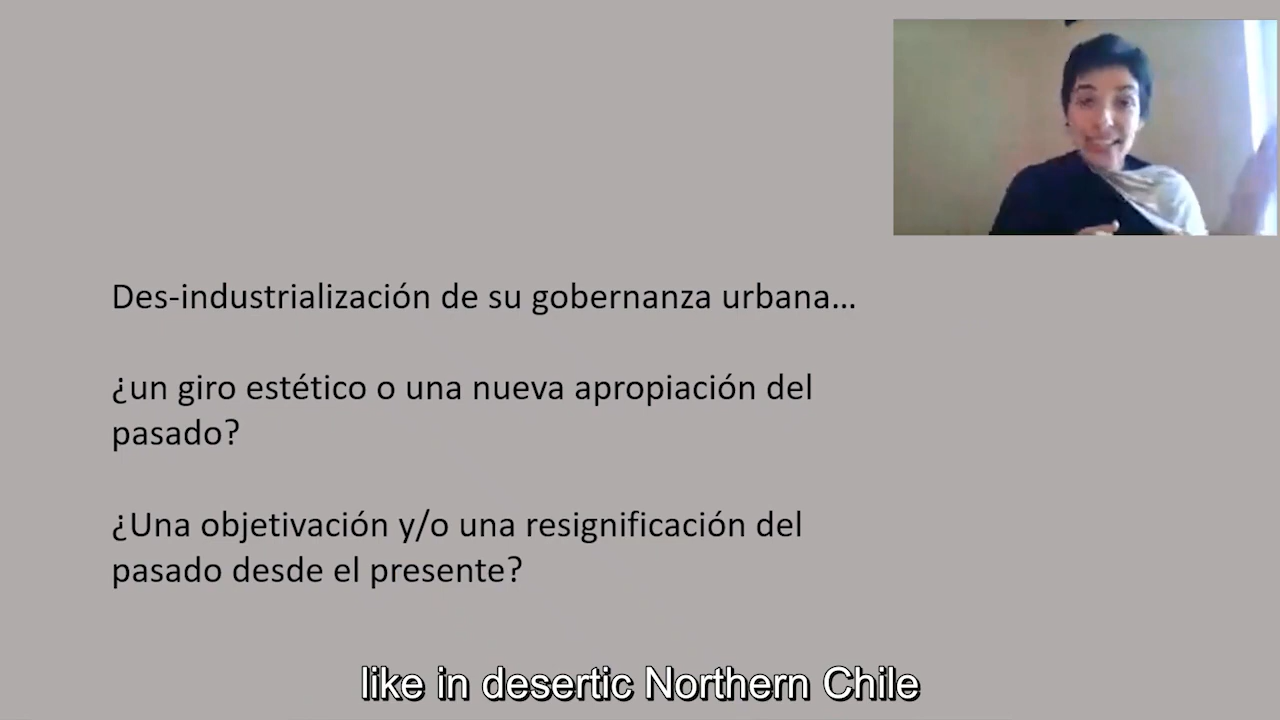 Des-industrialización de su gobernanza urbana...
¿un giro estético o una nueva apropiación del
pasado?
¿Una objetivación y/o una resignificación del
pasado desde el presente?
like in desertic Northern Chile